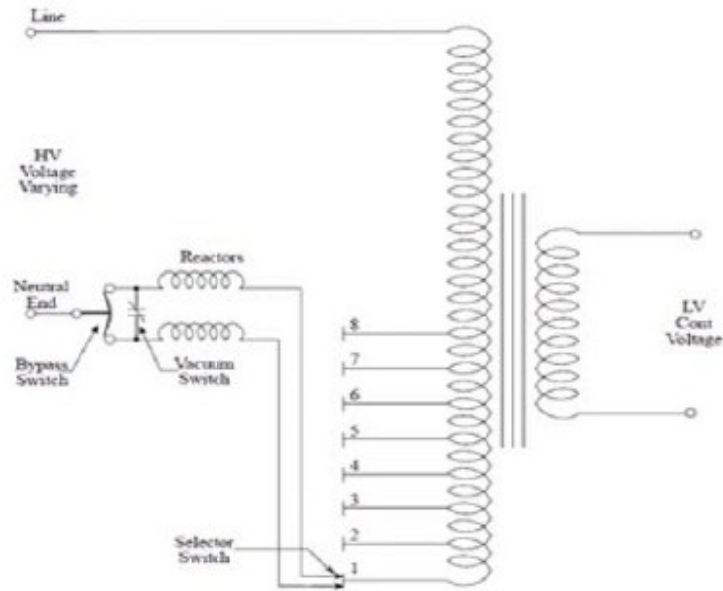 Line
HV
Voltage
Varying
Reactors
Neutral
End
Bypass
Switch
Vacuum
Switch
8
7
6
5
4
3
2
1
Selector
Switch
LV
Cont
Voltage